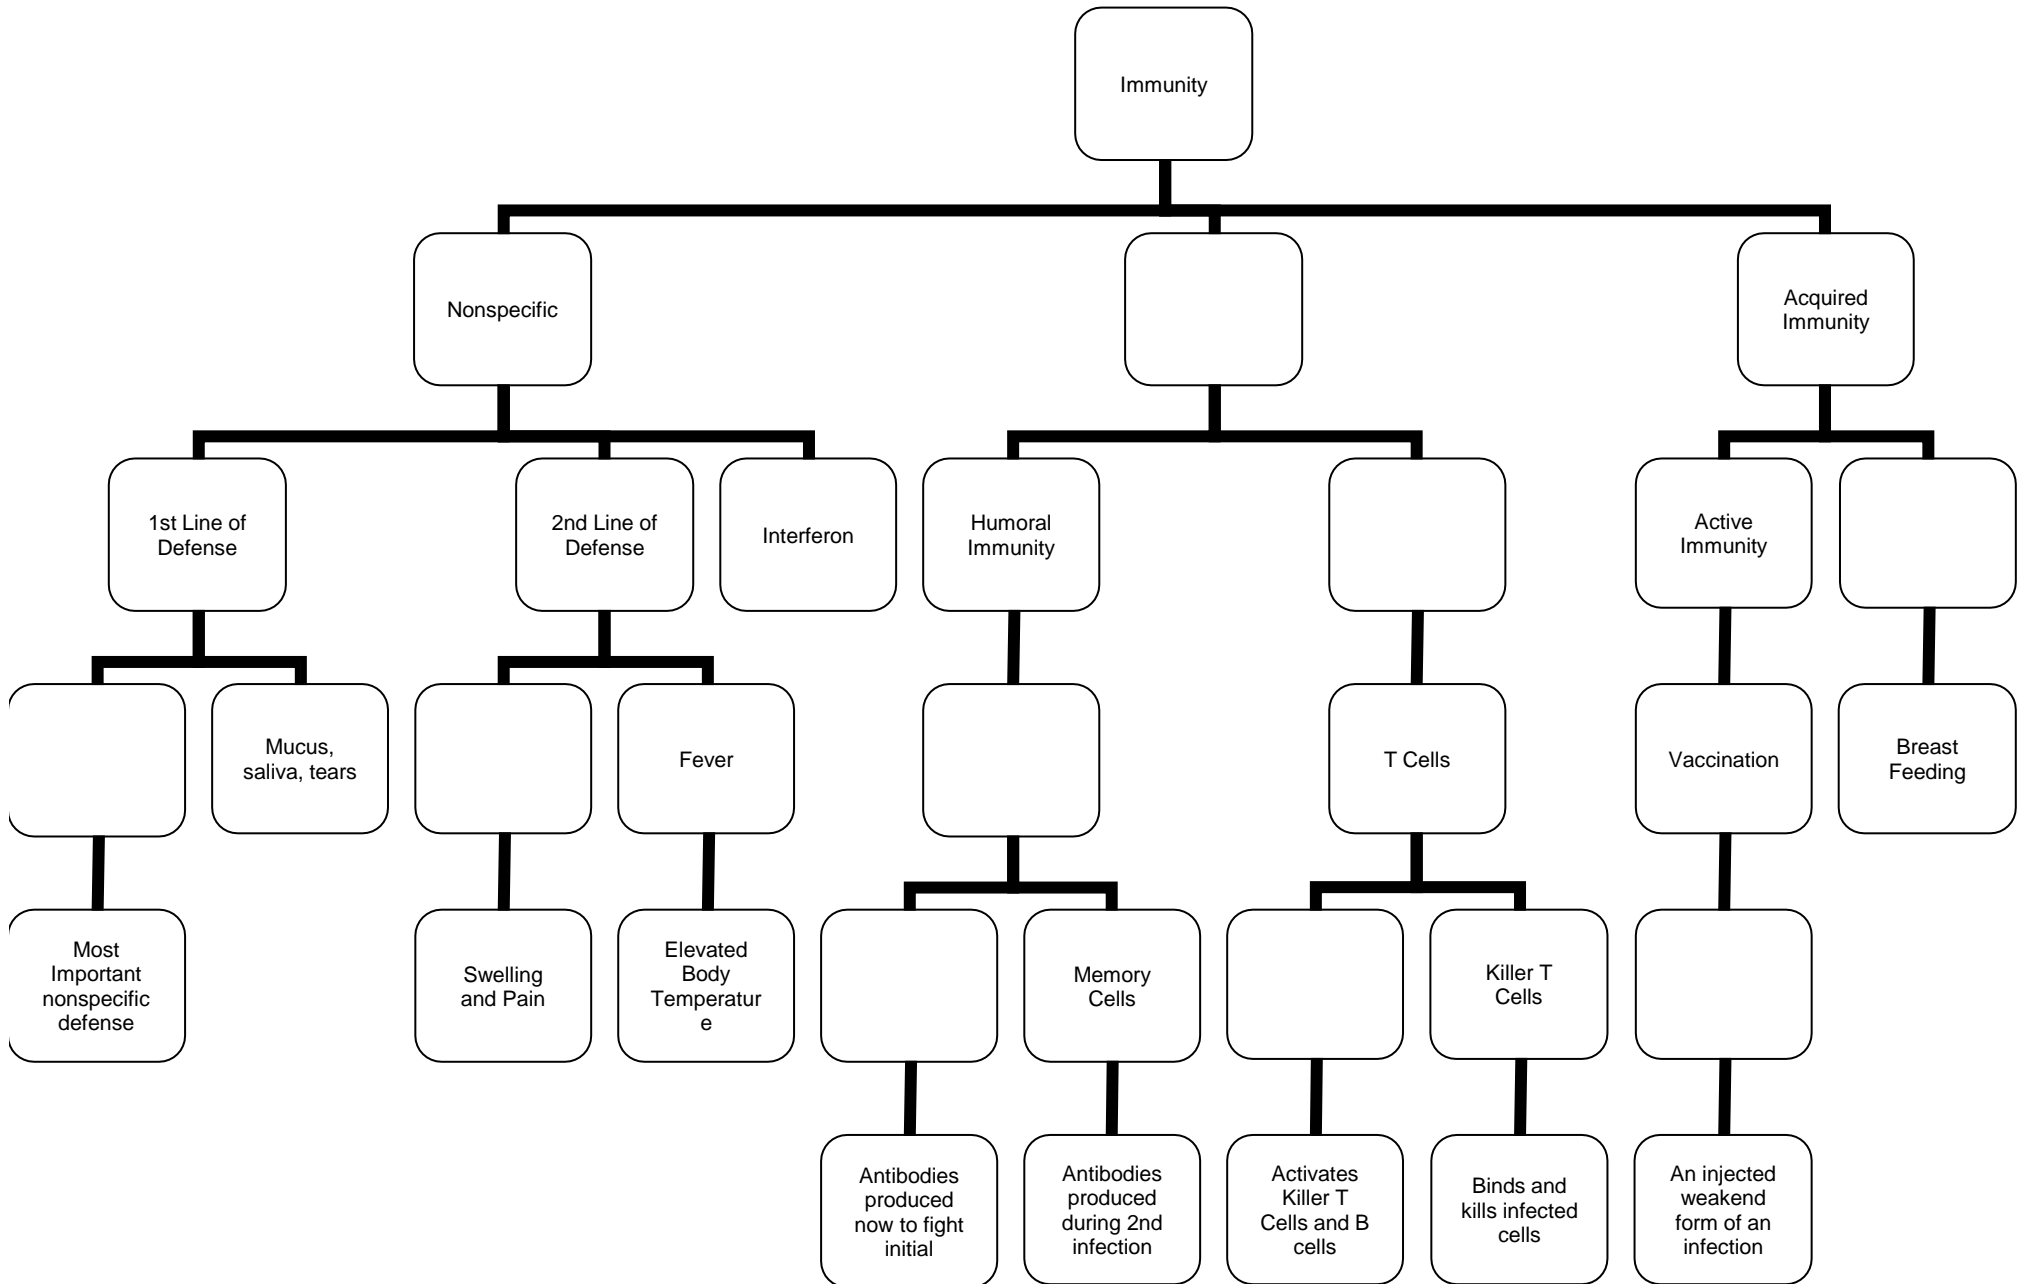 Immunity
Nonspecific
Acquired
Immunity
1st Line of
Defense
2nd Line of
Defense
Interferon
Humoral
Immunity
Active
Immunity
Mucus,
saliva, tears
Fever
T Cells
Vaccination
Breast
Feeding
Most
Important
nonspecific
defense
Swelling
and Pain
Elevated
Body
Temperatur
e
Memory
Cells
Killer T
Cells
Antibodies
produced
now to fight
initial
Antibodies
produced
during 2nd
infection
Activates
Killer T
Cells and B
cells
Binds and
kills infected
cells
An injected
weakend
form of an
infection